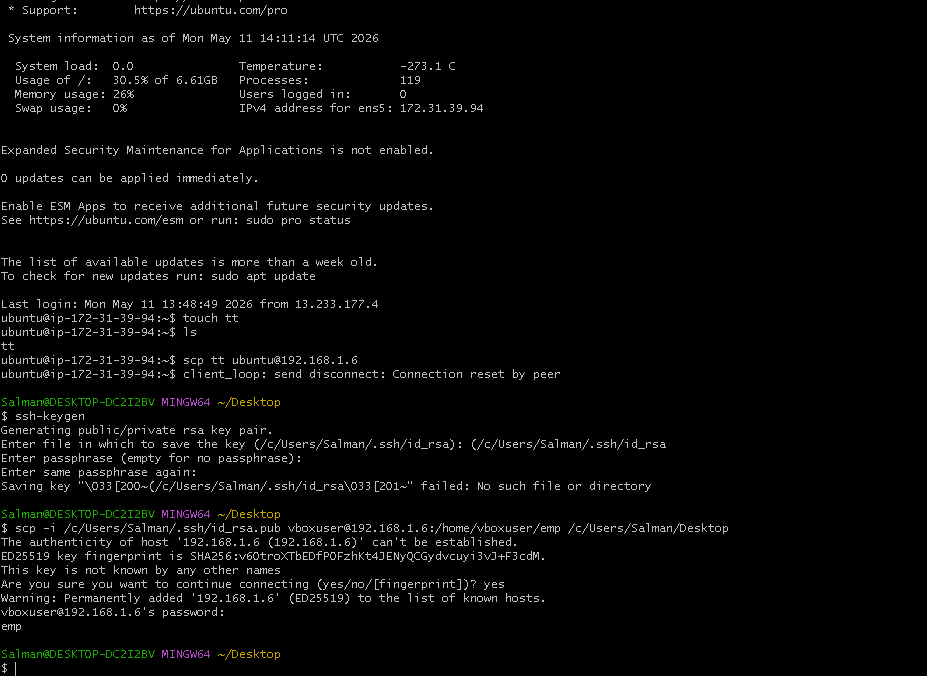 * Support:        https://ubuntu.com/pro
System information as of Mon May 11 14:11:14 UTC 2026
System load:  0.0                Temperature:           -273.1 C
Usage of /:   30.5% of 6.61GB   Processes:             119
Memory usage: 26%                Users logged in:       0
Swap usage:   0%                 IPv4 address for ens5: 172.31.39.94
Expanded Security Maintenance for Applications is not enabled.
0 updates can be applied immediately.
Enable ESM Apps to receive additional future security updates.
See https://ubuntu.com/esm or run: sudo pro status
The list of available updates is more than a week old.
To check for new updates run: sudo apt update
Last login: Mon May 11 13:48:49 2026 from 13.233.177.4
ubuntu@ip-172-31-39-94:~$ touch tt
ubuntu@ip-172-31-39-94:~$ ls
tt
ubuntu@ip-172-31-39-94:~$ scp tt ubuntu@192.168.1.6
ubuntu@ip-172-31-39-94:~$ client_loop: send disconnect: Connection reset by peer
Salman@DESKTOP-DC2I2BV MINGW64 ~/Desktop
$ ssh-keygen
Generating public/private rsa key pair.
Enter file in which to save the key (/c/Users/Salman/.ssh/id_rsa): (/c/Users/Salman/.ssh/id_rsa
Enter passphrase (empty for no passphrase):
Enter same passphrase again:
Saving key "\033[200~(/c/Users/Salman/.ssh/id_rsa\033[201~" failed: No such file or directory
Salman@DESKTOP-DC2I2BV MINGW64 ~/Desktop
$ scp -i /c/Users/Salman/.ssh/id_rsa.pub vboxuser@192.168.1.6:/home/vboxuser/emp /c/Users/Salman/Desktop
The authenticity of host '192.168.1.6 (192.168.1.6)' can't be established.
ED25519 key fingerprint is SHA256:v6OtroXTbEDfPOFzhKt4JENyQCGydvcuyi3vJ+F3cdM.
This key is not known by any other names
Are you sure you want to continue connecting (yes/no/[fingerprint])? yes
Warning: Permanently added '192.168.1.6' (ED25519) to the list of known hosts.
vboxuser@192.168.1.6's password:
emp
Salman@DESKTOP-DC2I2BV MINGW64 ~/Desktop
$